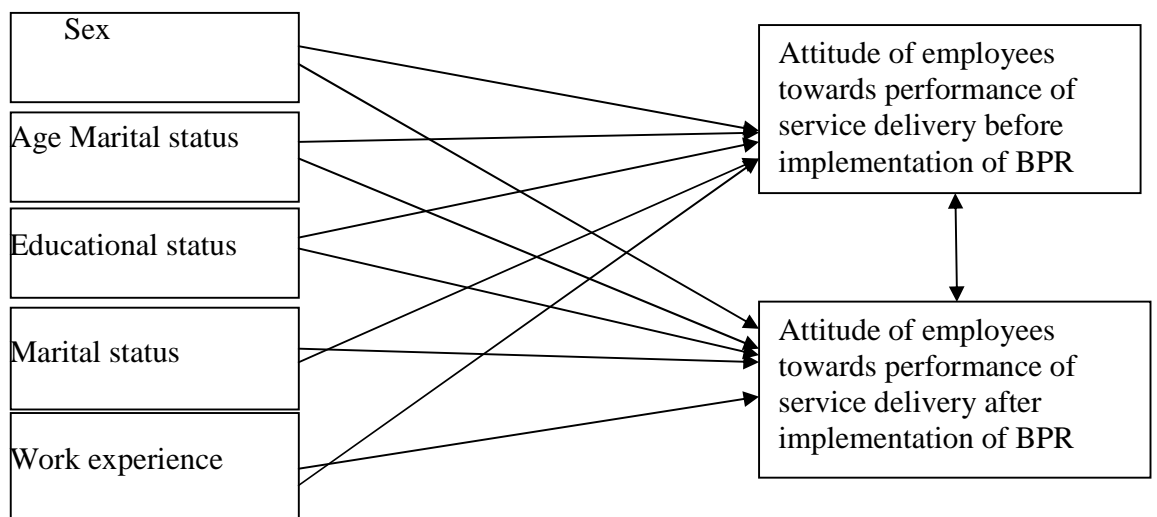 Sex
Age Marital status
Educational status
Marital status
Work experience
Attitude of employees
towards performance of
service delivery before
implementation of BPR
Attitude of employees
towards performance of
service delivery after
implementation of BPR